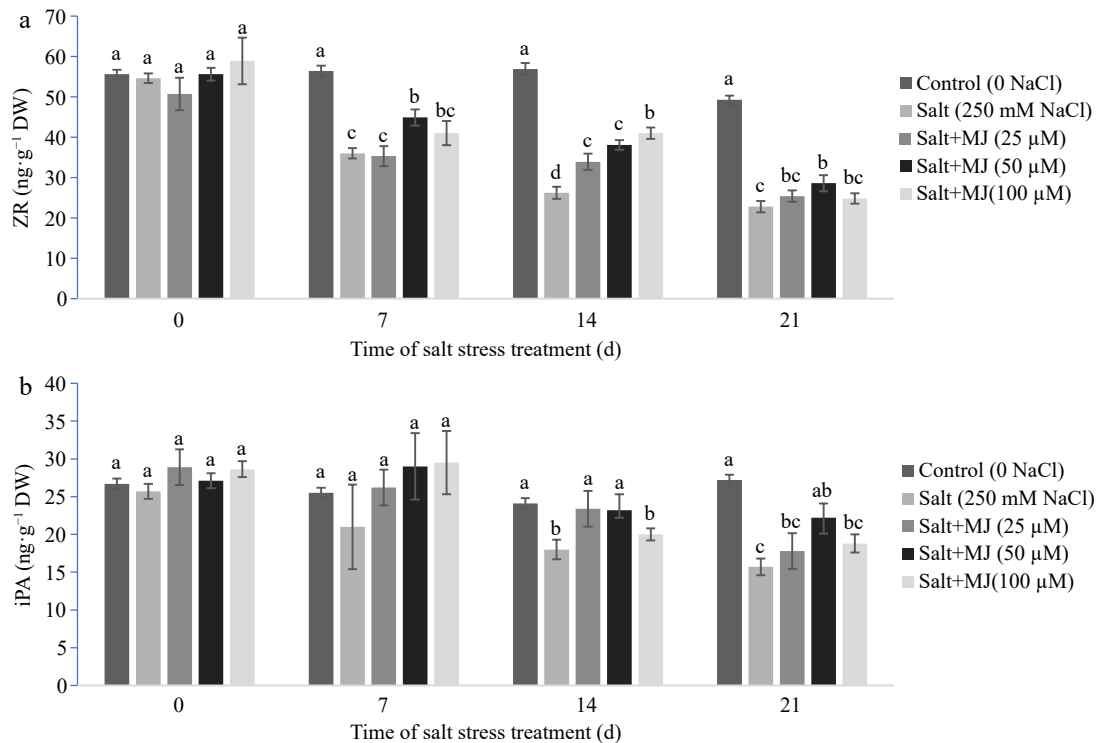 a
70
60
50
40
30
20
10
0
ZR (ng·g⁻¹ DW)
a a a a a
a c c b bc
a d c c b
a c bc b bc
0 7 14 21
Time of salt stress treatment (d)
Control (0 NaCl)
Salt (250 mM NaCl)
Salt+MJ (25 µM)
Salt+MJ (50 µM)
Salt+MJ(100 µM)
b
40
35
30
25
20
15
10
5
0
iPA (ng·g⁻¹ DW)
a a a a a
a a a a a
a b a a b
a c bc ab bc
0 7 14 21
Time of salt stress treatment (d)
Control (0 NaCl)
Salt (250 mM NaCl)
Salt+MJ (25 µM)
Salt+MJ (50 µM)
Salt+MJ(100 µM)